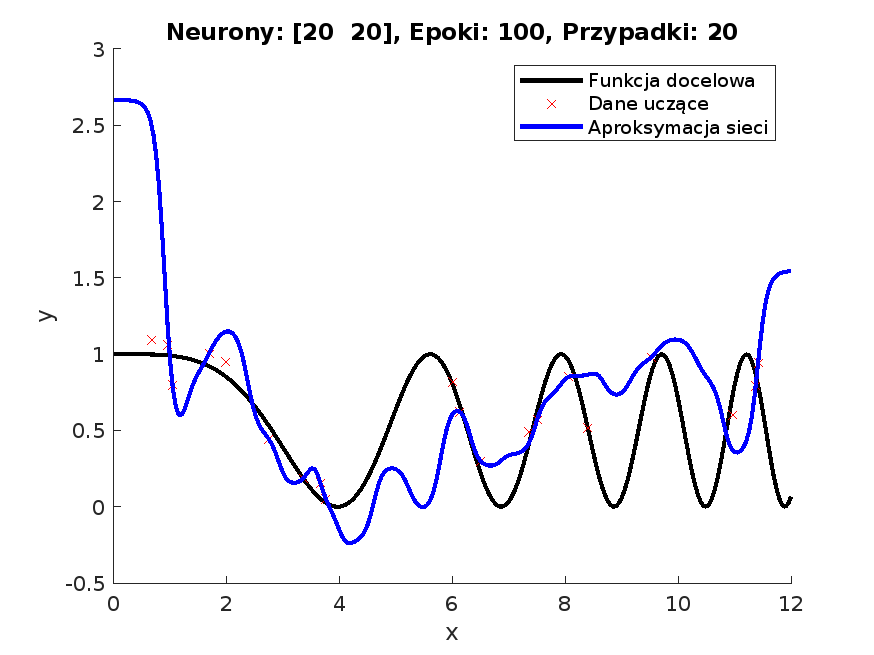 Neurony: [20  20], Epoki: 100, Przypadki: 20
3
2.5
2
1.5
1
0.5
0
-0.5
y
Funkcja docelowa
Dane uczące
Aproksymacja sieci
0 2 4 6 8 10 12
x